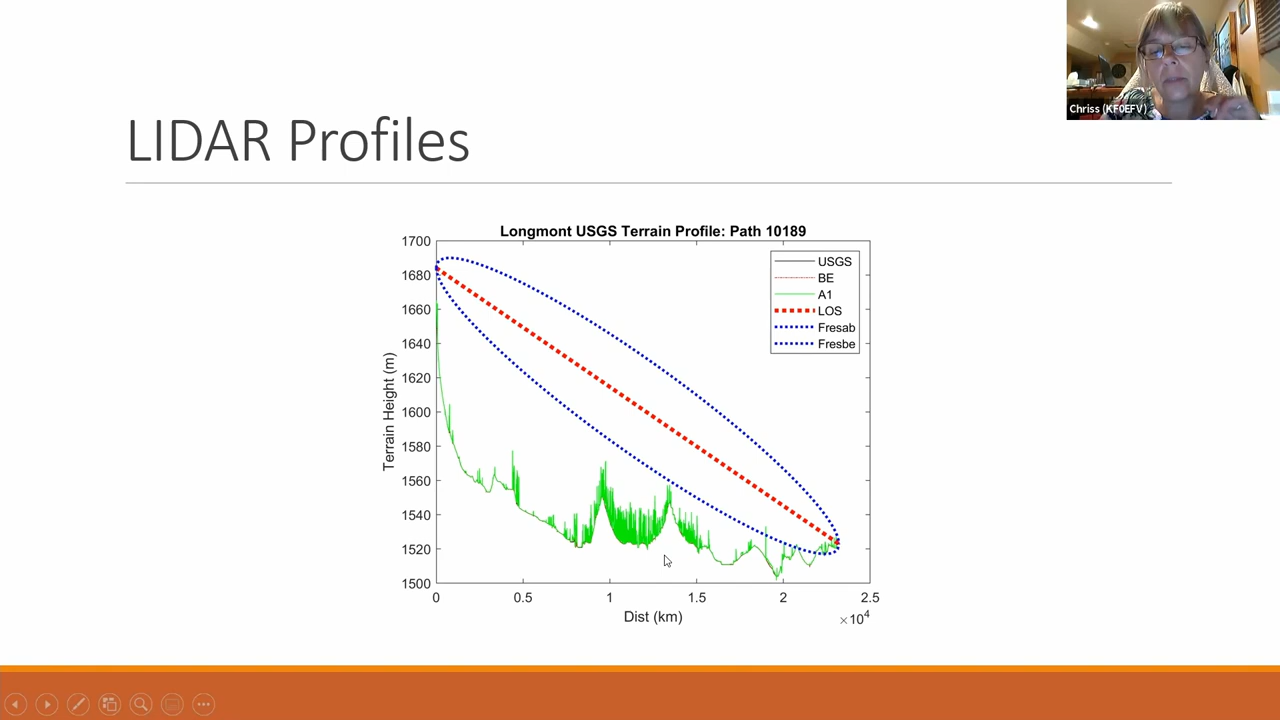 Chriss (KF0EFV)
LIDAR Profiles
Longmont USGS Terrain Profile: Path 10189
1700
1680
1660
1640
1620
1600
1580
1560
1540
1520
1500
Terrain Height (m)
USGS
BE
A1
LOS
Fresab
Fresbe
0 0.5 1 1.5 2 2.5
Dist (km)
×10⁴